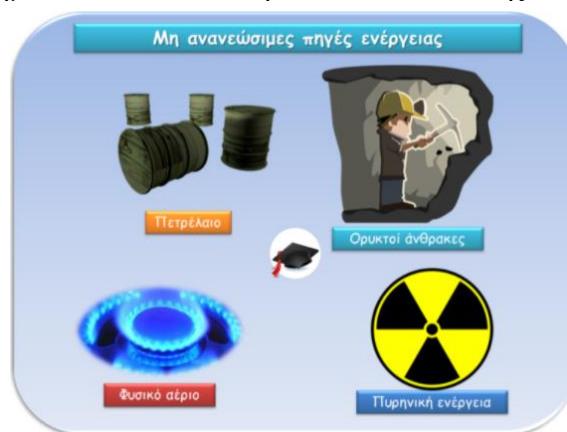 Μη ανανεώσιμες πηγές ενέργειας
Πετρέλαιο
Ορυκτοί άνθρακες
Φυσικό αέριο
Πυρηνική ενέργεια